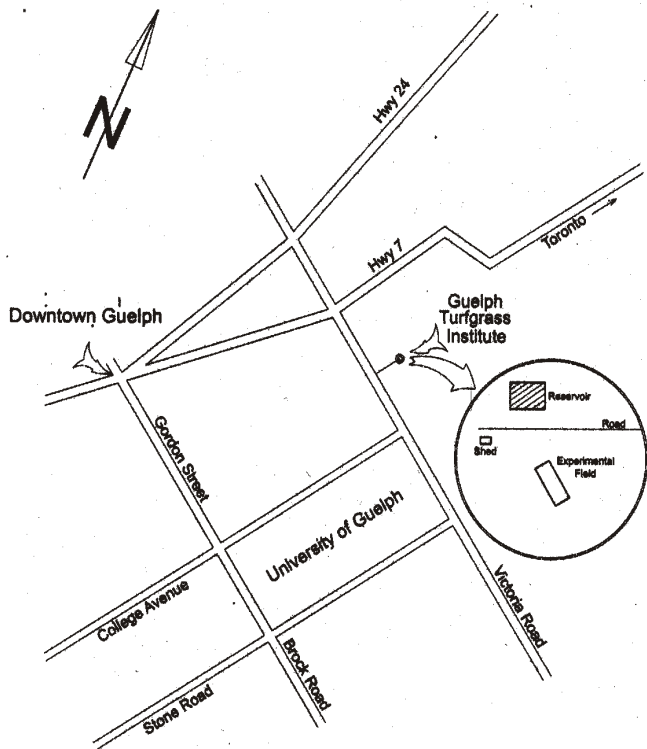 N
Hwy 24
Hwy 7
Toronto
Downtown Guelph
Guelph
Turfgrass
Institute
Reservoir
Road
Shed
Experimental
Field
Gordon Street
University of Guelph
College Avenue
Victoria Road
Brock Road
Stone Road